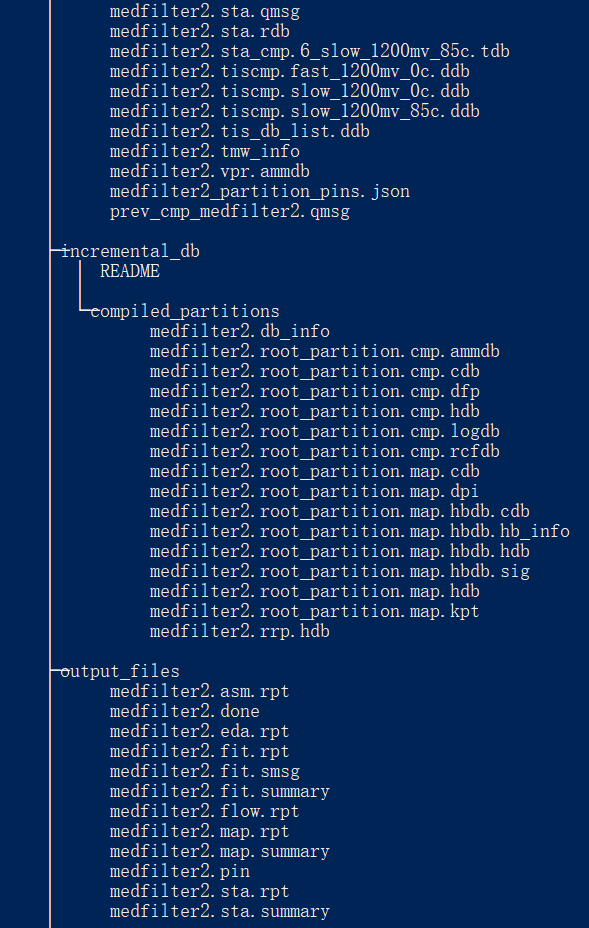 medfilter2.sta.qmsg
medfilter2.sta.rdb
medfilter2.sta_cmp.6_slow_1200mv_85c.tdb
medfilter2.tiscmp.fast_1200mv_0c.ddb
medfilter2.tiscmp.slow_1200mv_0c.ddb
medfilter2.tiscmp.slow_1200mv_85c.ddb
medfilter2.tis_db_list.ddb
medfilter2.tmw_info
medfilter2.vpr.ammdb
medfilter2_partition_pins.json
prev_cmp_medfilter2.qmsg
incremental_db
README
compiled_partitions
medfilter2.db_info
medfilter2.root_partition.cmp.ammdb
medfilter2.root_partition.cmp.cdb
medfilter2.root_partition.cmp.dfp
medfilter2.root_partition.cmp.hdb
medfilter2.root_partition.cmp.logdb
medfilter2.root_partition.cmp.rcfdb
medfilter2.root_partition.map.cdb
medfilter2.root_partition.map.dpi
medfilter2.root_partition.map.hbdb.cdb
medfilter2.root_partition.map.hbdb.hb_info
medfilter2.root_partition.map.hbdb.hdb
medfilter2.root_partition.map.hbdb.sig
medfilter2.root_partition.map.hdb
medfilter2.root_partition.map.kpt
medfilter2.rrp.hdb
output_files
medfilter2.asm.rpt
medfilter2.done
medfilter2.eda.rpt
medfilter2.fit.rpt
medfilter2.fit.smsg
medfilter2.fit.summary
medfilter2.flow.rpt
medfilter2.map.rpt
medfilter2.map.summary
medfilter2.pin
medfilter2.sta.rpt
medfilter2.sta.summary